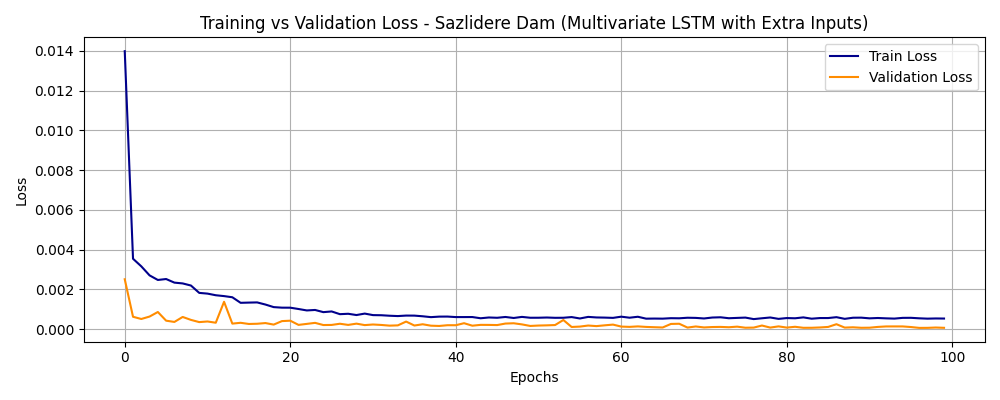 Training vs Validation Loss - Sazlidere Dam (Multivariate LSTM with Extra Inputs)
Train Loss
Validation Loss
Loss
0.014
0.012
0.010
0.008
0.006
0.004
0.002
0.000
0
20
40
60
80
100
Epochs